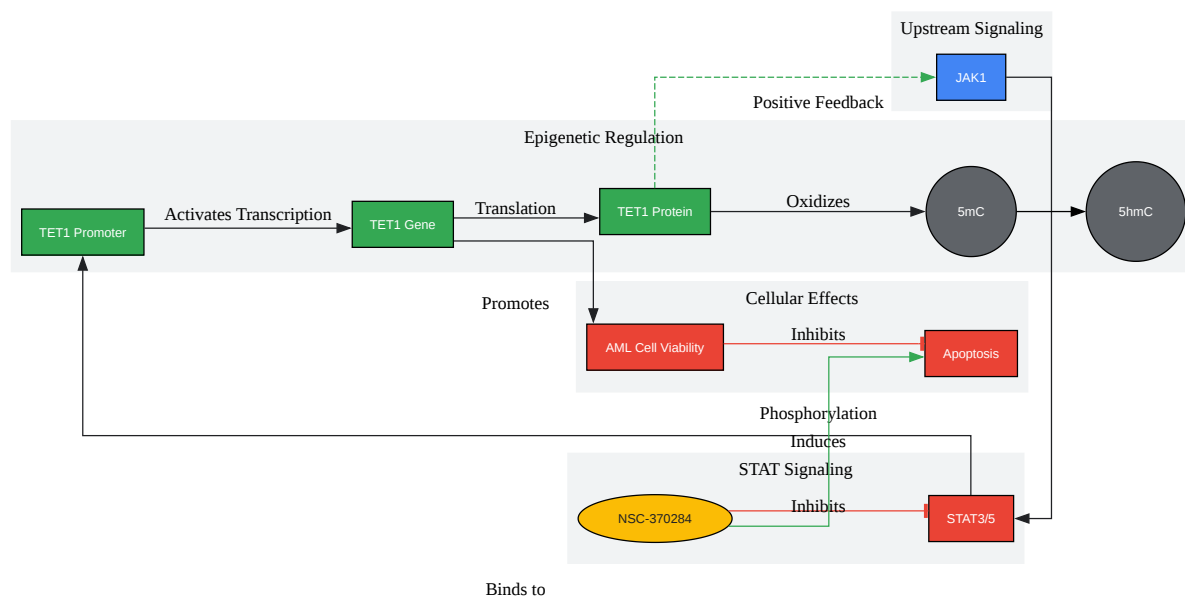 Upstream Signaling
JAK1
Positive Feedback
Epigenetic Regulation
TET1 Promoter
Activates Transcription
TET1 Gene
Translation
TET1 Protein
Oxidizes
5mC
5hmC
Promotes
Cellular Effects
AML Cell Viability
Inhibits
Apoptosis
Phosphorylation
Induces
STAT Signaling
NSC-370284
Inhibits
STAT3/5
Binds to